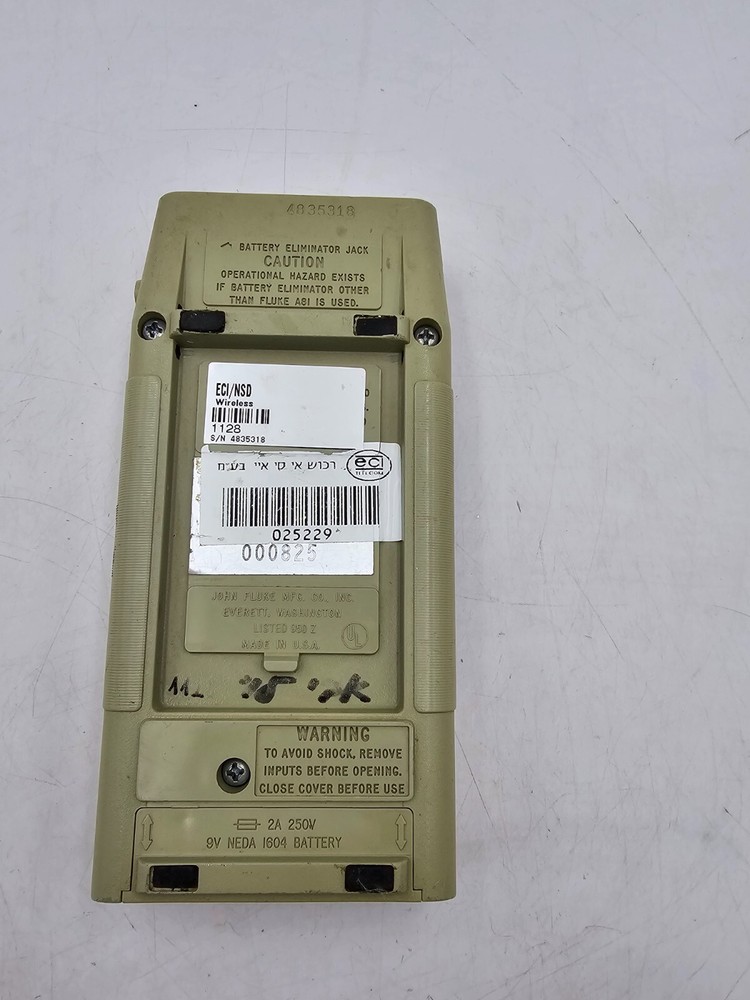 4835318
BATTERY ELIMINATOR JACK
CAUTION
OPERATIONAL HAZARD EXISTS
IF BATTERY ELIMINATOR OTHER
THAN FLUKE A81 IS USED.
ECI/NSD
Wireless
1128
S/N 4835318
רכוש אי סי איי בע״מ
eci
TELECOM
025229
000825
JOHN FLUKE MFG. CO., INC.
EVERETT, WASHINGTON
LISTED 950 Z
UL
MADE IN U.S.A.
WARNING
TO AVOID SHOCK, REMOVE
INPUTS BEFORE OPENING.
CLOSE COVER BEFORE USE
2A 250V
9V NEDA 1604 BATTERY